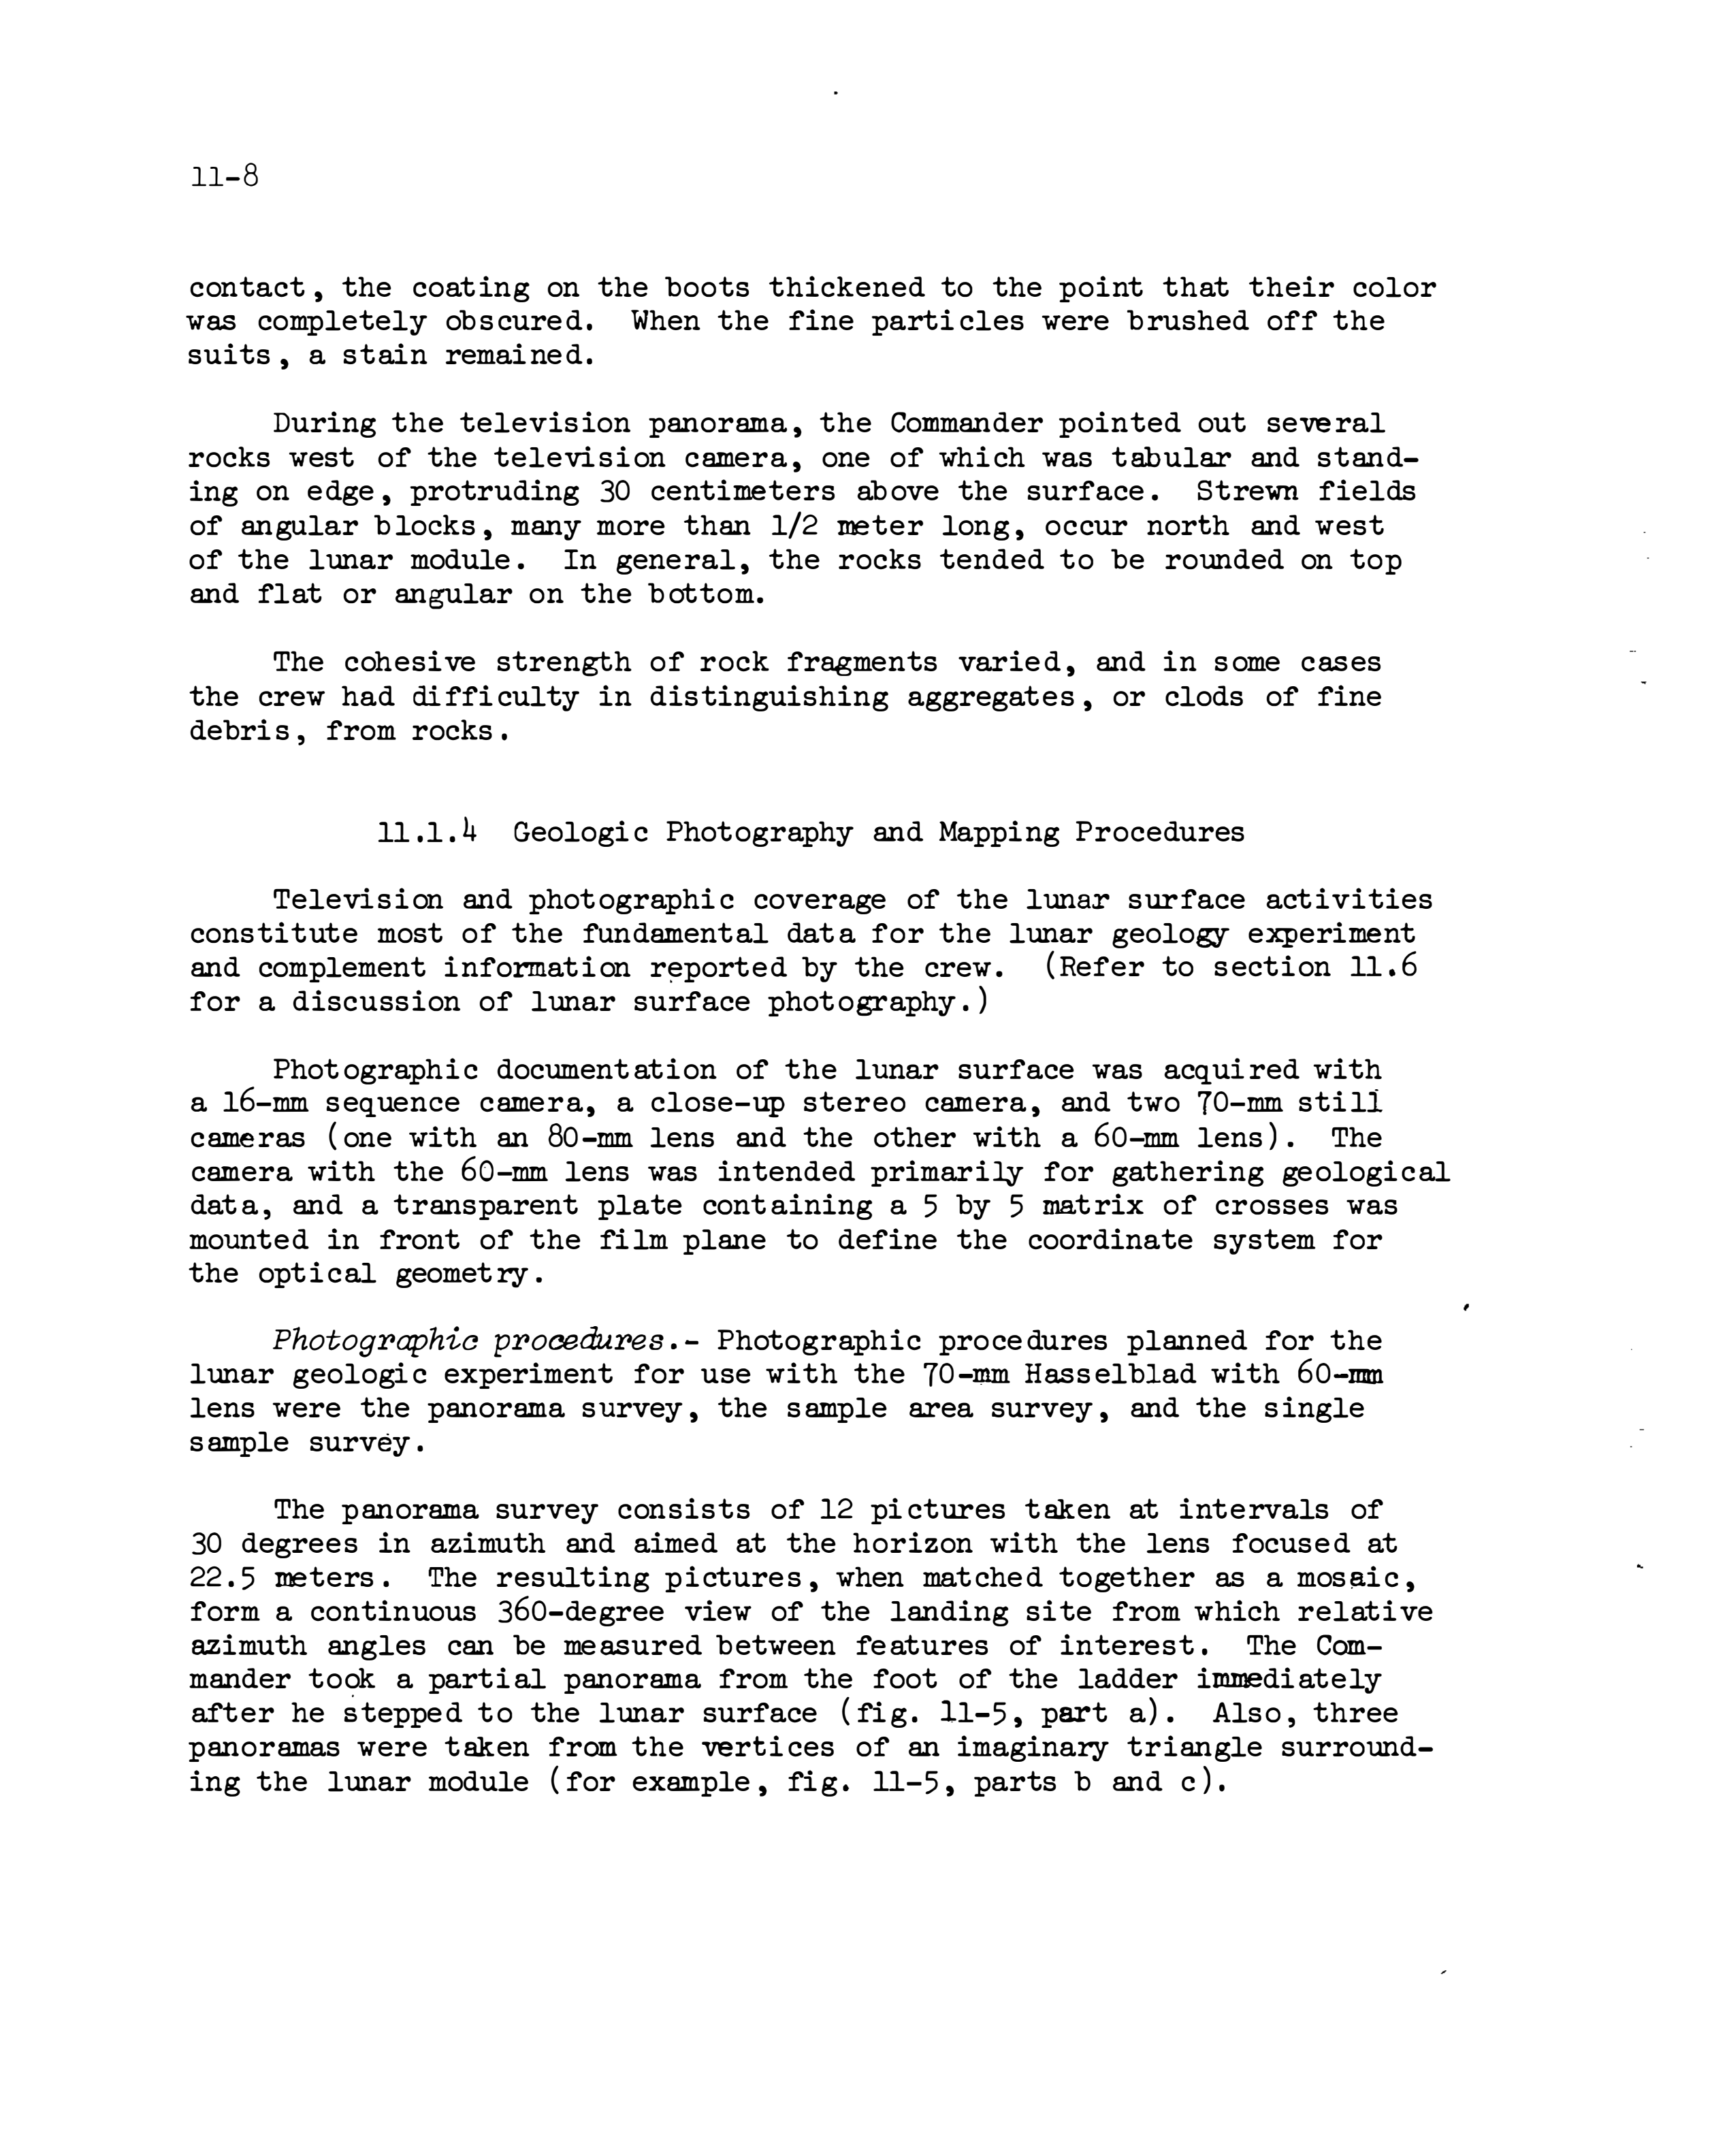 11-8
contact, the coating on the boots thickened to the point that their color
was completely obscured. When the fine particles were brushed off the
suits, a stain remained.
During the television panorama, the Commander pointed out several
rocks west of the television camera, one of which was tabular and stand-
ing on edge, protruding 30 centimeters above the surface. Strewn fields
of angular blocks, many more than 1/2 meter long, occur north and west
of the lunar module. In general, the rocks tended to be rounded on top
and flat or angular on the bottom.
The cohesive strength of rock fragments varied, and in some cases
the crew had difficulty in distinguishing aggregates, or clods of fine
debris, from rocks.
11.1.4 Geologic Photography and Mapping Procedures
Television and photographic coverage of the lunar surface activities
constitute most of the fundamental data for the lunar geology experiment
and complement information reported by the crew. (Refer to section 11.6
for a discussion of lunar surface photography.)
Photographic documentation of the lunar surface was acquired with
a 16-mm sequence camera, a close-up stereo camera, and two 70-mm still
cameras (one with an 80-mm lens and the other with a 60-mm lens). The
camera with the 60-mm lens was intended primarily for gathering geological
data, and a transparent plate containing a 5 by 5 matrix of crosses was
mounted in front of the film plane to define the coordinate system for
the optical geometry.
Photographic procedures.- Photographic procedures planned for the
lunar geologic experiment for use with the 70-mm Hasselblad with 60-mm
lens were the panorama survey, the sample area survey, and the single
sample survey.
The panorama survey consists of 12 pictures taken at intervals of
30 degrees in azimuth and aimed at the horizon with the lens focused at
22.5 meters. The resulting pictures, when matched together as a mosaic,
form a continuous 360-degree view of the landing site from which relative
azimuth angles can be measured between features of interest. The Com-
mander took a partial panorama from the foot of the ladder immediately
after he stepped to the lunar surface (fig. 11-5, part a). Also, three
panoramas were taken from the vertices of an imaginary triangle surround-
ing the lunar module (for example, fig. 11-5, parts b and c).